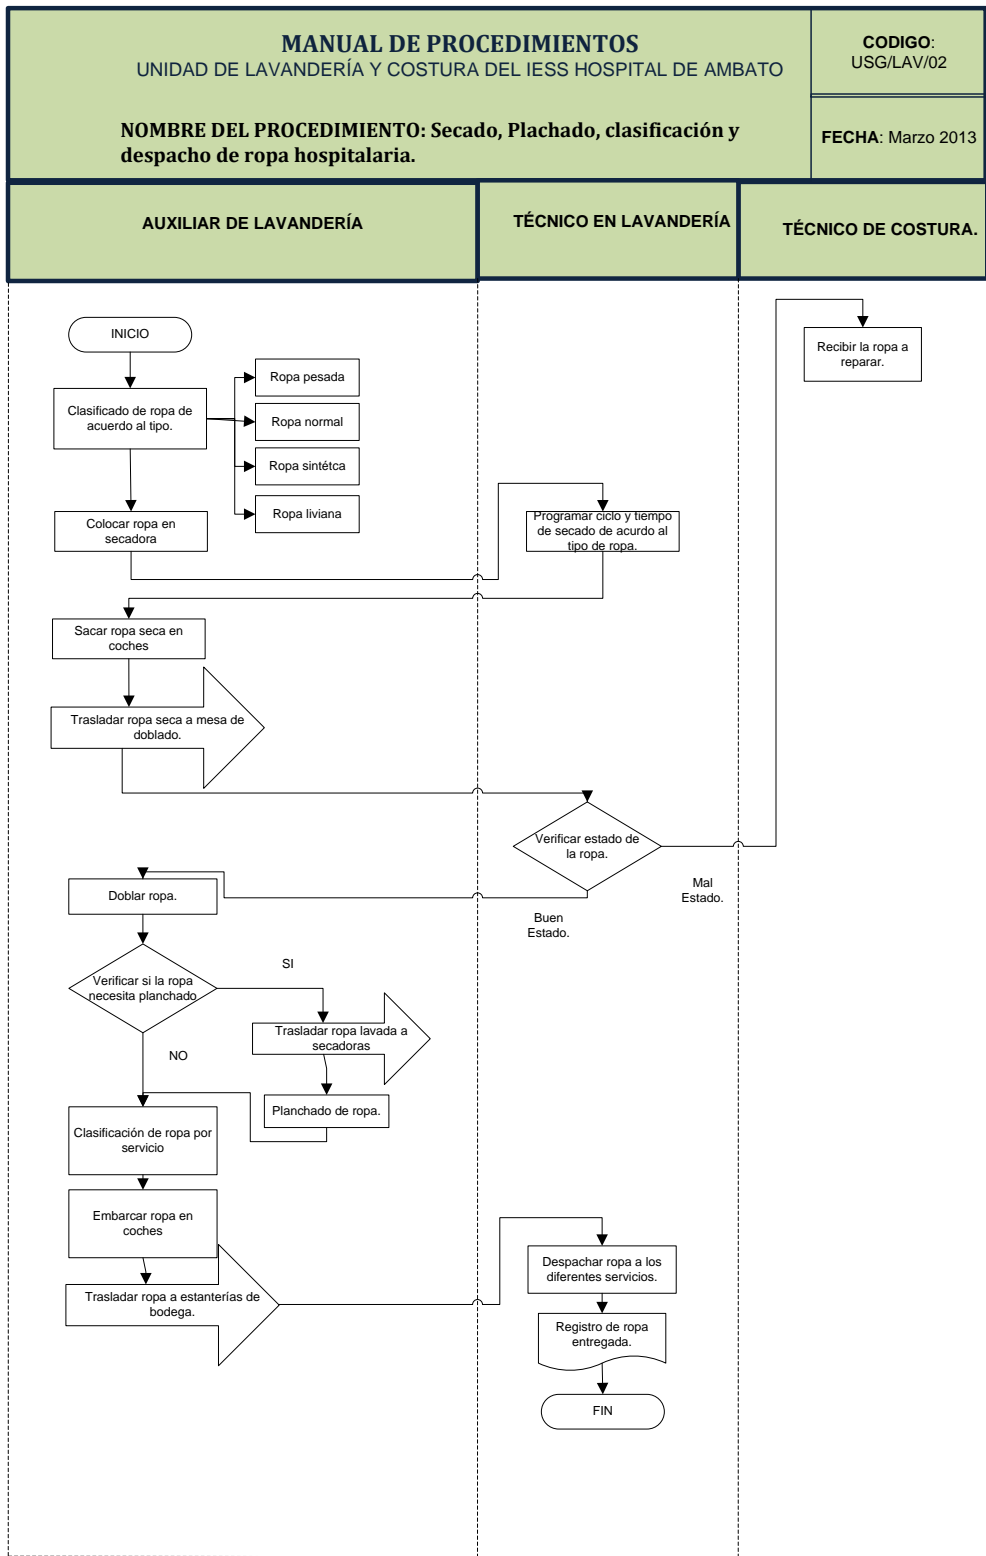 MANUAL DE PROCEDIMIENTOS
UNIDAD DE LAVANDERÍA Y COSTURA DEL IESS HOSPITAL DE AMBATO
NOMBRE DEL PROCEDIMIENTO: Secado, Plachado, clasificación y
despacho de ropa hospitalaria.
CODIGO:
USG/LAV/02
FECHA: Marzo 2013
AUXILIAR DE LAVANDERÍA
TÉCNICO EN LAVANDERÍA
TÉCNICO DE COSTURA.
INICIO
Recibir la ropa a
reparar.
Clasificado de ropa de
acuerdo al tipo.
Ropa pesada
Ropa normal
Ropa sintétca
Ropa liviana
Colocar ropa en
secadora
Programar ciclo y tiempo
de secado de acurdo al
tipo de ropa.
Sacar ropa seca en
coches
Trasladar ropa seca a mesa de
doblado.
Verificar estado de
la ropa.
Mal
Estado.
Buen
Estado.
Doblar ropa.
Verificar si la ropa
necesita planchado
SI
Trasladar ropa lavada a
secadoras
NO
Planchado de ropa.
Clasificación de ropa por
servicio
Embarcar ropa en
coches
Trasladar ropa a estanterías de
bodega.
Despachar ropa a los
diferentes servicios.
Registro de ropa
entregada.
FIN